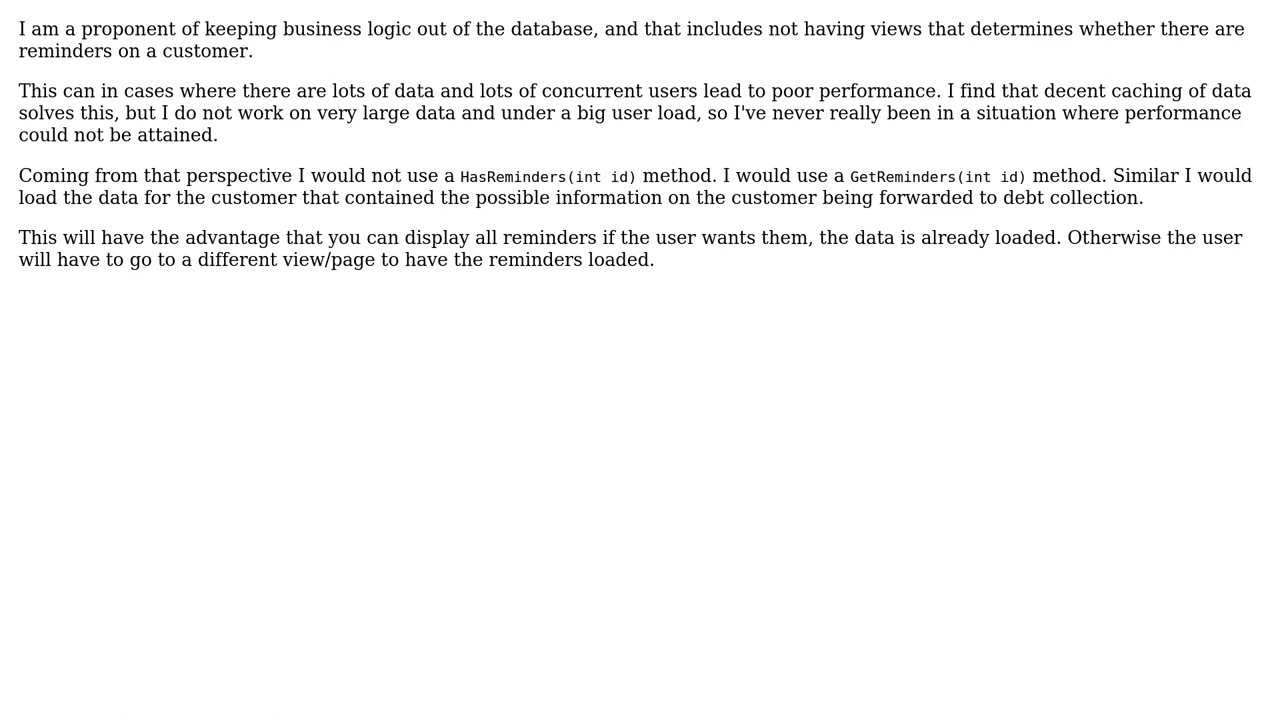 I am a proponent of keeping business logic out of the database, and that includes not having views that determines whether there are
reminders on a customer.
This can in cases where there are lots of data and lots of concurrent users lead to poor performance. I find that decent caching of data
solves this, but I do not work on very large data and under a big user load, so I've never really been in a situation where performance
could not be attained.
Coming from that perspective I would not use a HasReminders(int id) method. I would use a GetReminders(int id) method. Similar I would
load the data for the customer that contained the possible information on the customer being forwarded to debt collection.
This will have the advantage that you can display all reminders if the user wants them, the data is already loaded. Otherwise the user
will have to go to a different view/page to have the reminders loaded.